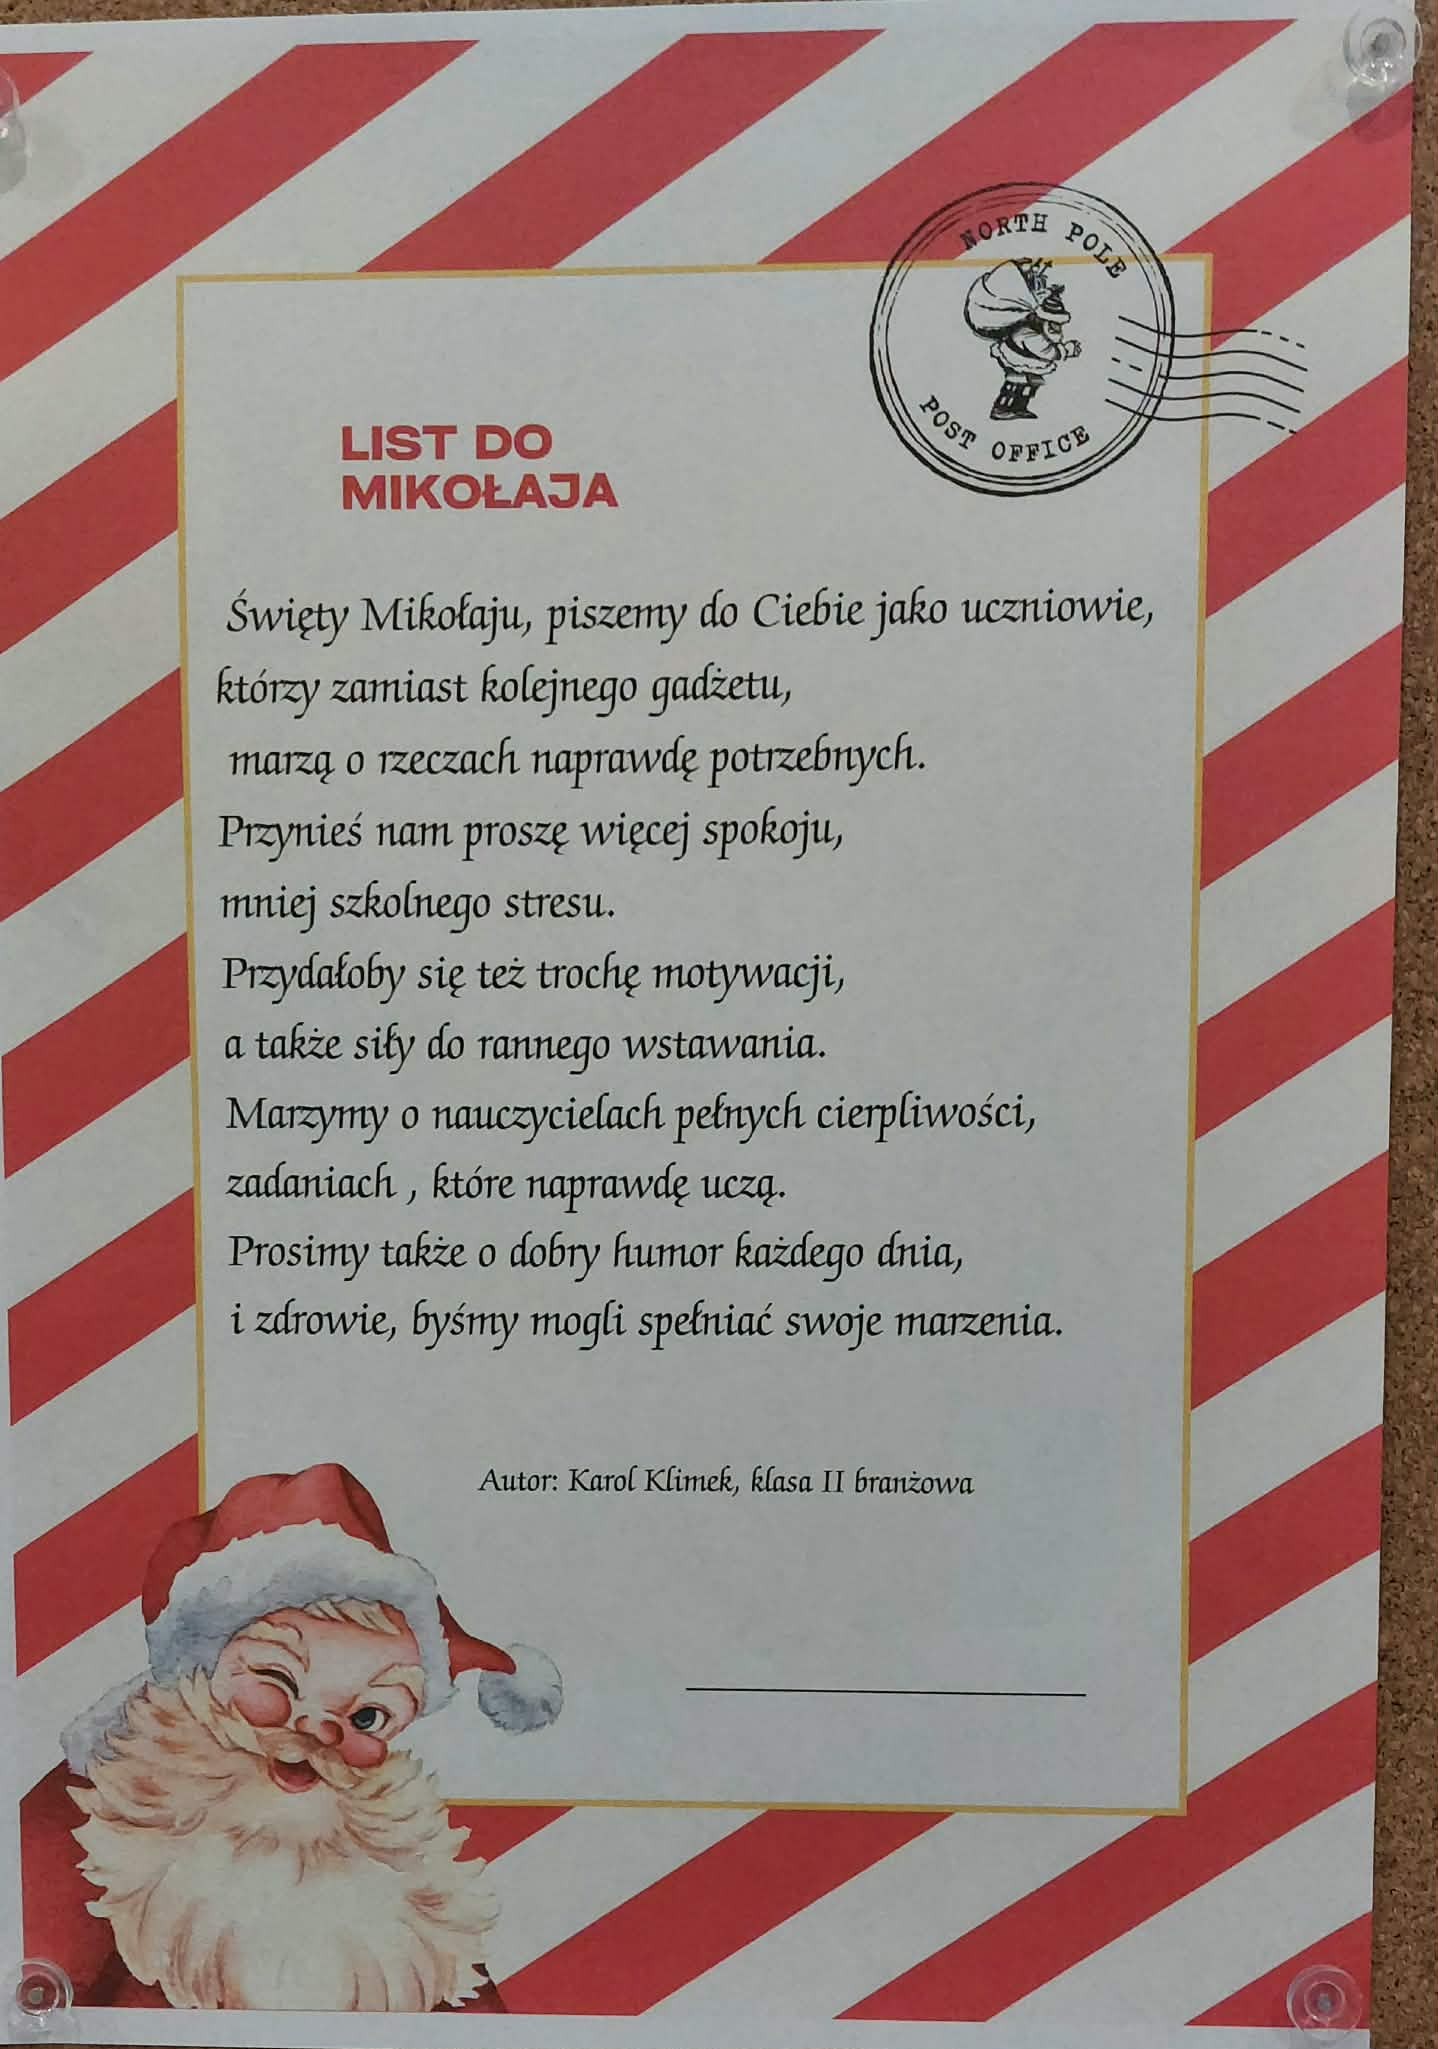 NORTH POLE
POST OFFICE
LIST DO
MIKOŁAJA
Święty Mikołaju, piszemy do Ciebie jako uczniowie,
którzy zamiast kolejnego gadżetu,
marzą o rzeczach naprawdę potrzebnych.
Przynieś nam proszę więcej spokoju,
mniej szkolnego stresu.
Przydałoby się też trochę motywacji,
a także siły do rannego wstawania.
Marzymy o nauczycielach pełnych cierpliwości,
zadaniach , które naprawdę uczą.
Prosimy także o dobry humor każdego dnia,
i zdrowie, byśmy mogli spełniać swoje marzenia.
Autor: Karol Klimek, klasa II branżowa